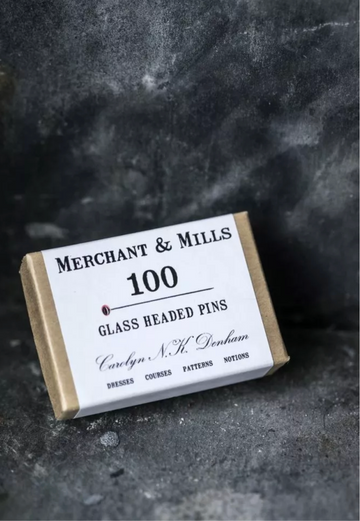 MERCHANT & MILLS
100
GLASS HEADED PINS
Carolyn N.K. Denham
DRESSES COURSES PATTERNS NOTIONS